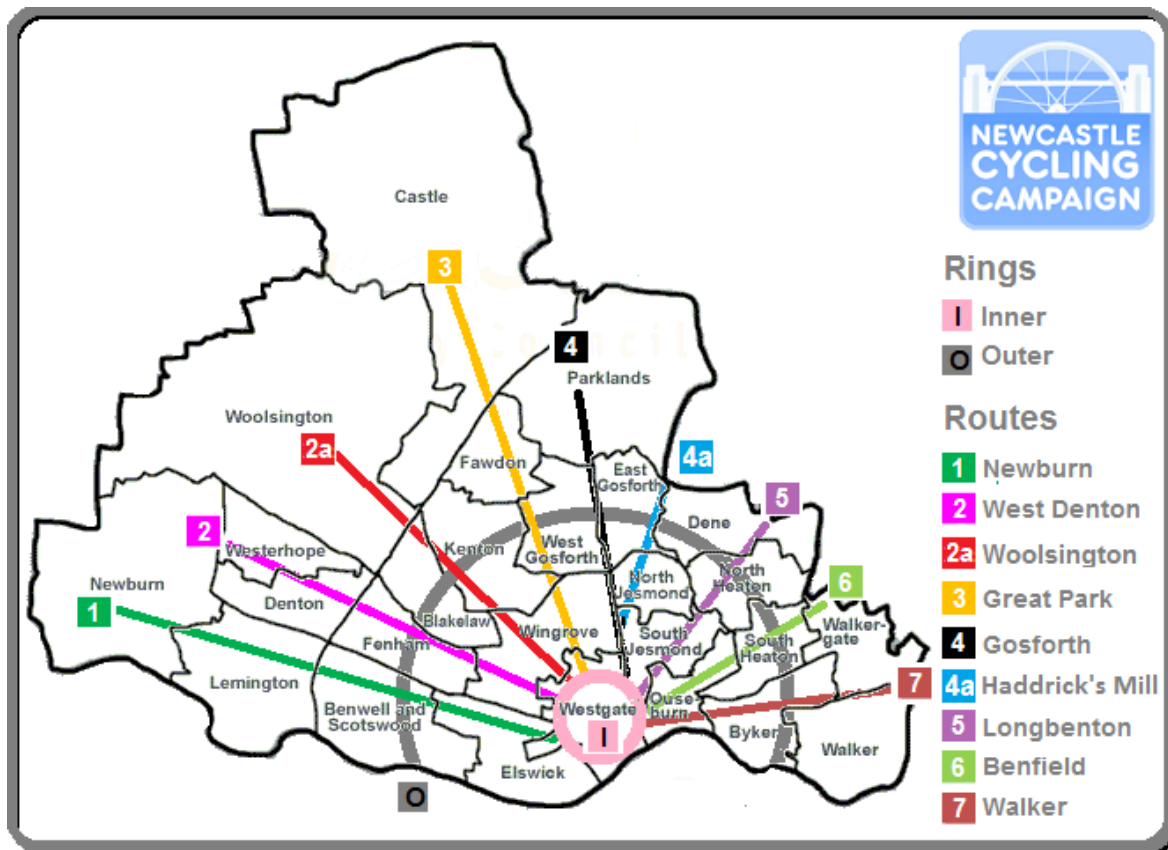 NEWCASTLE
CYCLING
CAMPAIGN
Castle
3
Rings
I Inner
O Outer
Council
4
Parklands
Woolsington
2a
Routes
1 Newburn
2 West Denton
2a Woolsington
3 Great Park
4 Gosforth
4a Haddrick's Mill
5 Longbenton
6 Benfield
7 Walker
Fawdon
East
Gosforth
4a
5
Dene
2
Westerhope
Kenton
West
Gosforth
North
Jesmond
North
Heaton
6
Newburn
1
Denton
Blakelaw
Fenham
Wingrove
South
Jesmond
South
Heaton
Walker-
gate
Lemington
Benwell and
Scotswood
Westgate
I
Ouse
burn
7
Byker
Walker
Elswick
O